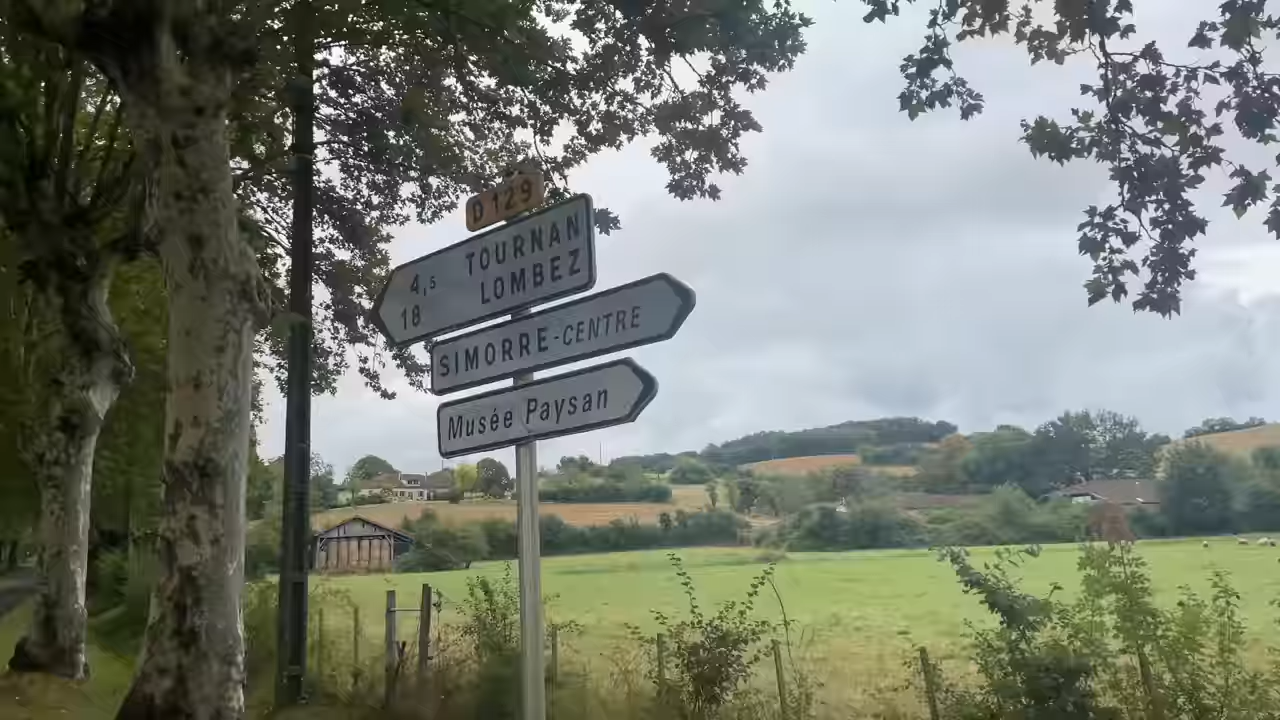 D 129
4,5 TOURNAN
18 LOMBEZ
SIMORRE-CENTRE
Musée Paysan